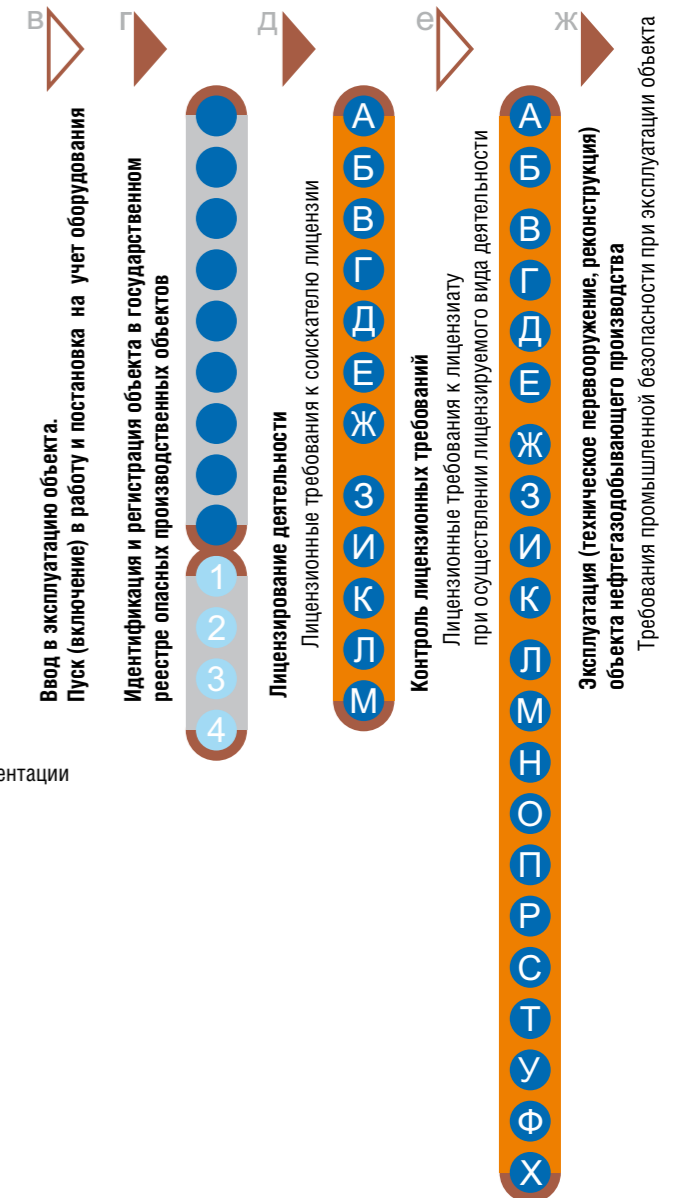 в
Ввод в эксплуатацию объекта.
Пуск (включение) в работу и постановка на учет оборудования
г
Идентификация и регистрация объекта в государственном
реестре опасных производственных объектов
1
2
3
4
д
Лицензирование деятельности
Лицензионные требования к соискателю лицензии
А
Б
В
Г
Д
Е
Ж
З
И
К
Л
М
е
Контроль лицензионных требований
Лицензионные требования к лицензиату
при осуществлении лицензируемого вида деятельности
А
Б
В
Г
Д
Е
Ж
З
И
К
Л
М
Н
О
П
Р
С
Т
У
Ф
Х
ж
Эксплуатация (техническое перевооружение, реконструкция)
объекта нефтегазодобывающего производства
Требования промышленной безопасности при эксплуатации объекта
ентации